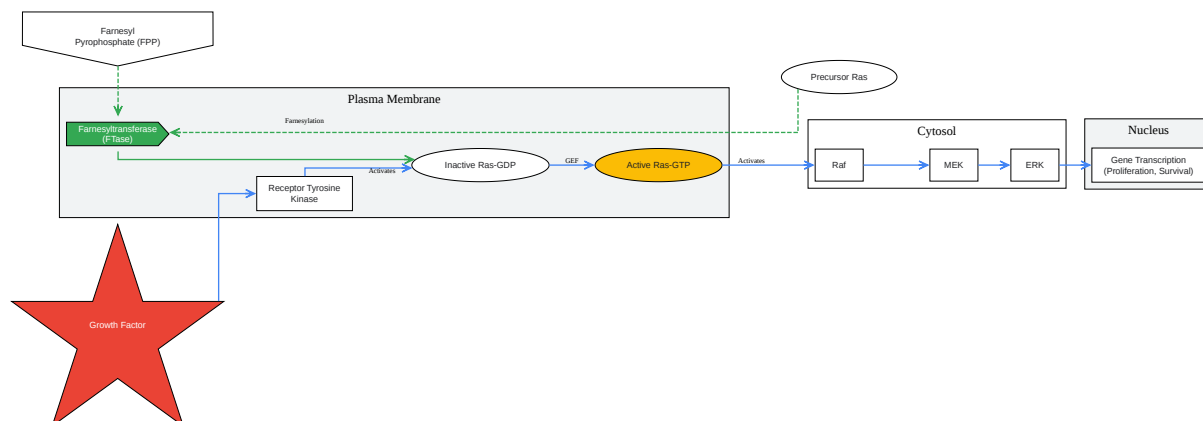 Farnesyl
Pyrophosphate (FPP)
Precursor Ras
Plasma Membrane
Farnesylation
Farnesyltransferase
(FTase)
Activates
Inactive Ras-GDP
GEF
Active Ras-GTP
Activates
Receptor Tyrosine
Kinase
Cytosol
Raf
MEK
ERK
Nucleus
Gene Transcription
(Proliferation, Survival)
Growth Factor